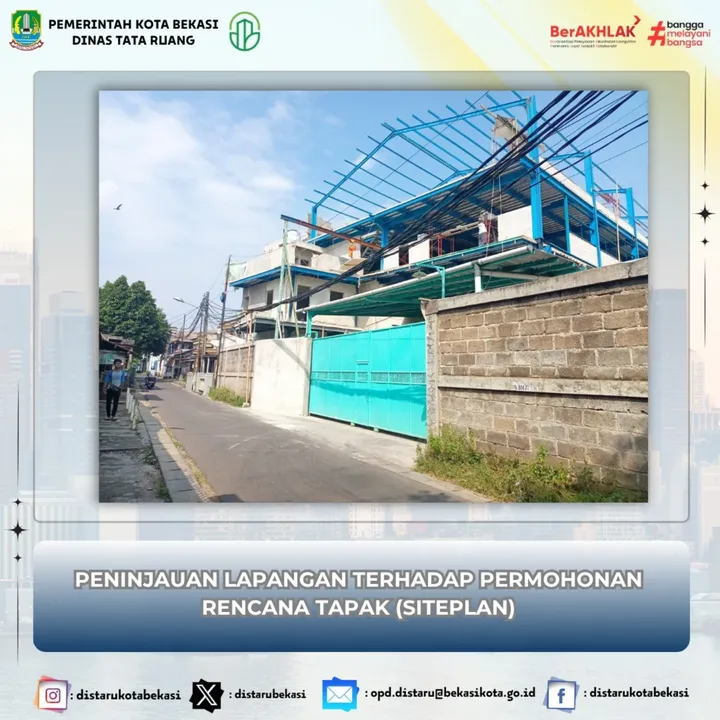 PEMERINTAH KOTA BEKASI
DINAS TATA RUANG
BerAKHLAK
#bangga
melayani
bangsa
PENINJAUAN LAPANGAN TERHADAP PERMOHONAN
RENCANA TAPAK (SITEPLAN)
: distarukotabekasi
: distarubekasi
: opd.distaru@bekasikota.go.id
: distarukotabekasi